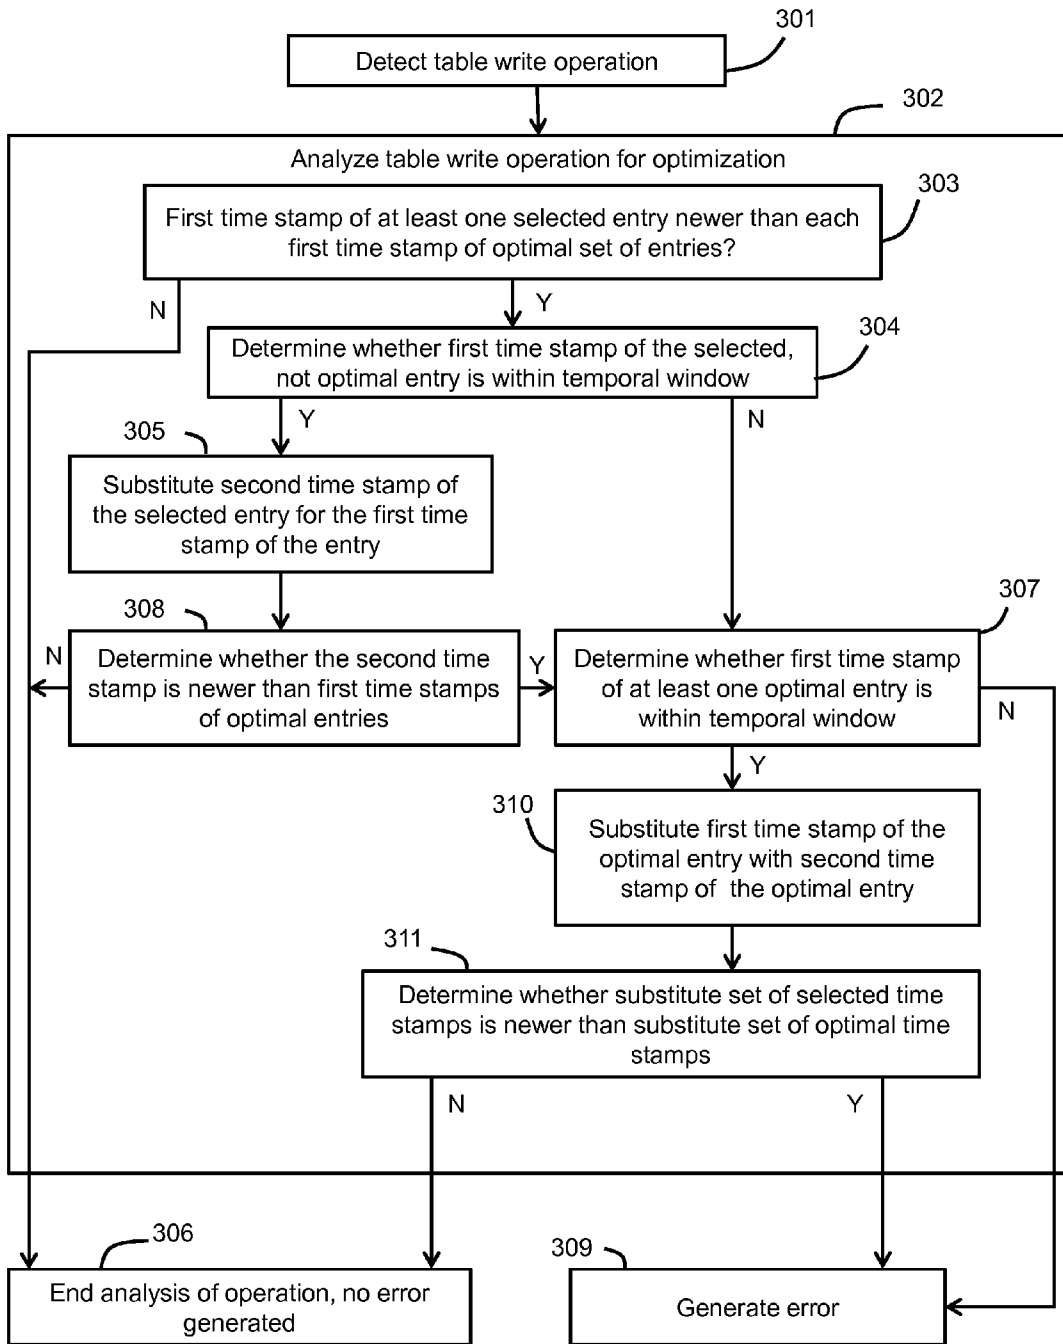 301
Detect table write operation
302
Analyze table write operation for optimization
303
First time stamp of at least one selected entry newer than each
first time stamp of optimal set of entries?
N
Y
304
Determine whether first time stamp of the selected,
not optimal entry is within temporal window
Y
N
305
Substitute second time stamp of
the selected entry for the first time
stamp of the entry
308
307
N
Determine whether the second time
stamp is newer than first time stamps
of optimal entries
Y
Determine whether first time stamp
of at least one optimal entry is
within temporal window
N
Y
310
Substitute first time stamp of the
optimal entry with second time
stamp of the optimal entry
311
Determine whether substitute set of selected time
stamps is newer than substitute set of optimal time
stamps
N
Y
306
End analysis of operation, no error
generated
309
Generate error